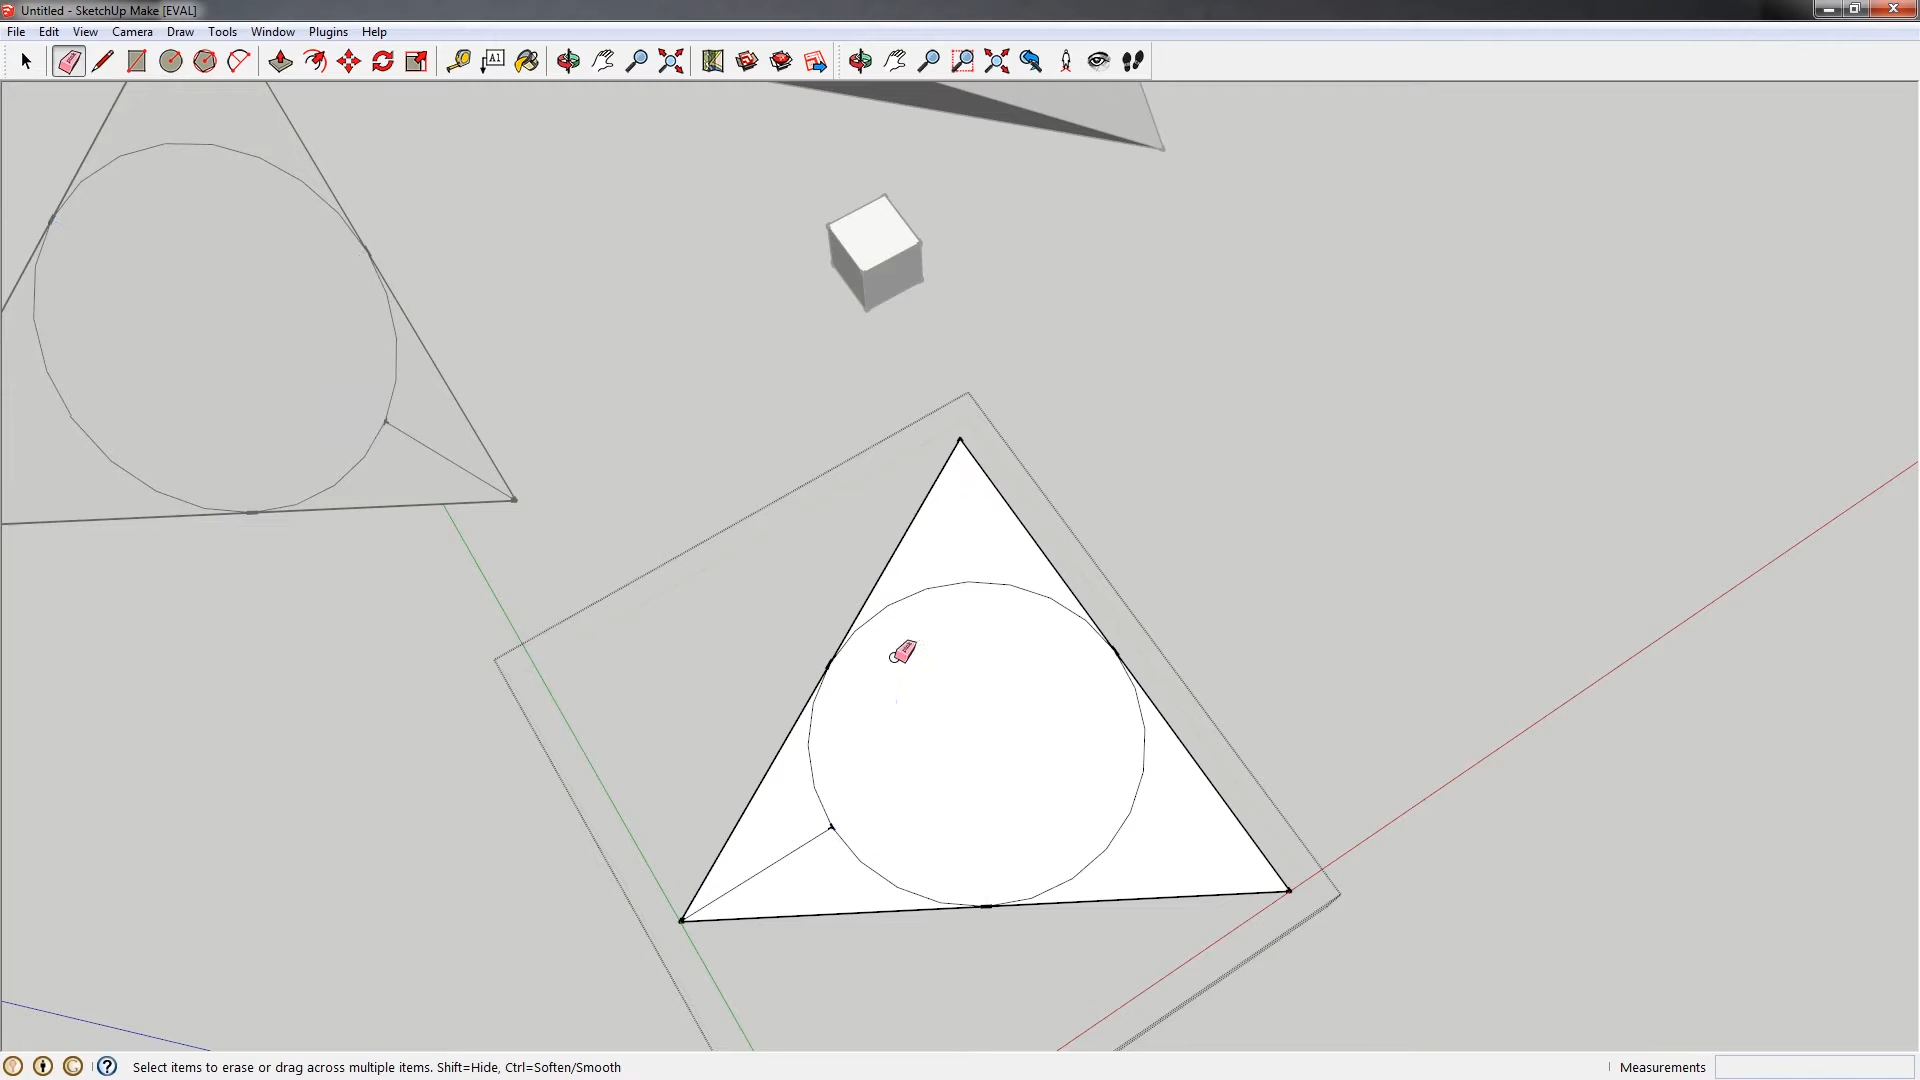 Untitled - SketchUp Make [EVAL]
File Edit View Camera Draw Tools Window Plugins Help
A1
Select items to erase or drag across multiple items. Shift=Hide, Ctrl=Soften/Smooth
Measurements